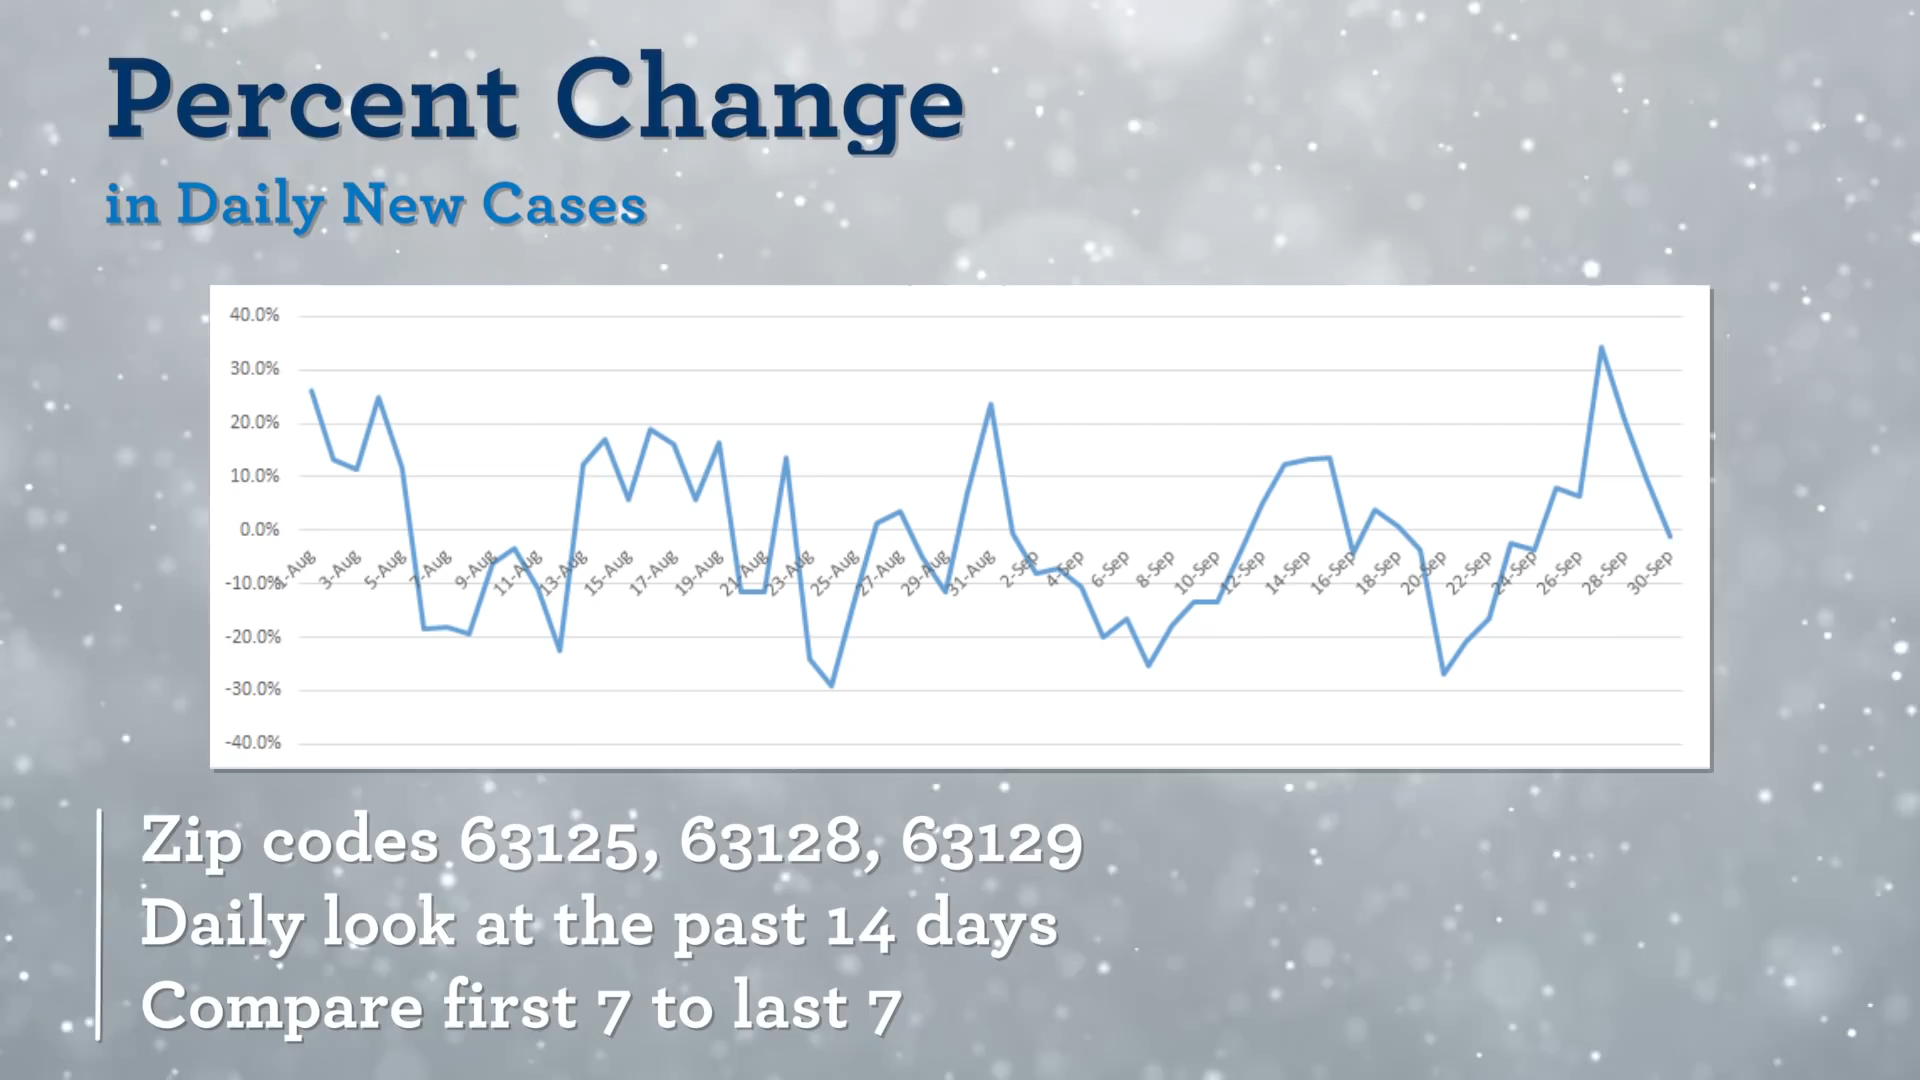 Percent Change
in Daily New Cases
40.0%
30.0%
20.0%
10.0%
0.0%
-10.0%
-20.0%
-30.0%
-40.0%
1-Aug
3-Aug
5-Aug
7-Aug
9-Aug
11-Aug
13-Aug
15-Aug
17-Aug
19-Aug
21-Aug
23-Aug
25-Aug
27-Aug
29-Aug
31-Aug
2-Sep
4-Sep
6-Sep
8-Sep
10-Sep
12-Sep
14-Sep
16-Sep
18-Sep
20-Sep
22-Sep
24-Sep
26-Sep
28-Sep
30-Sep
Zip codes 63125, 63128, 63129
Daily look at the past 14 days
Compare first 7 to last 7